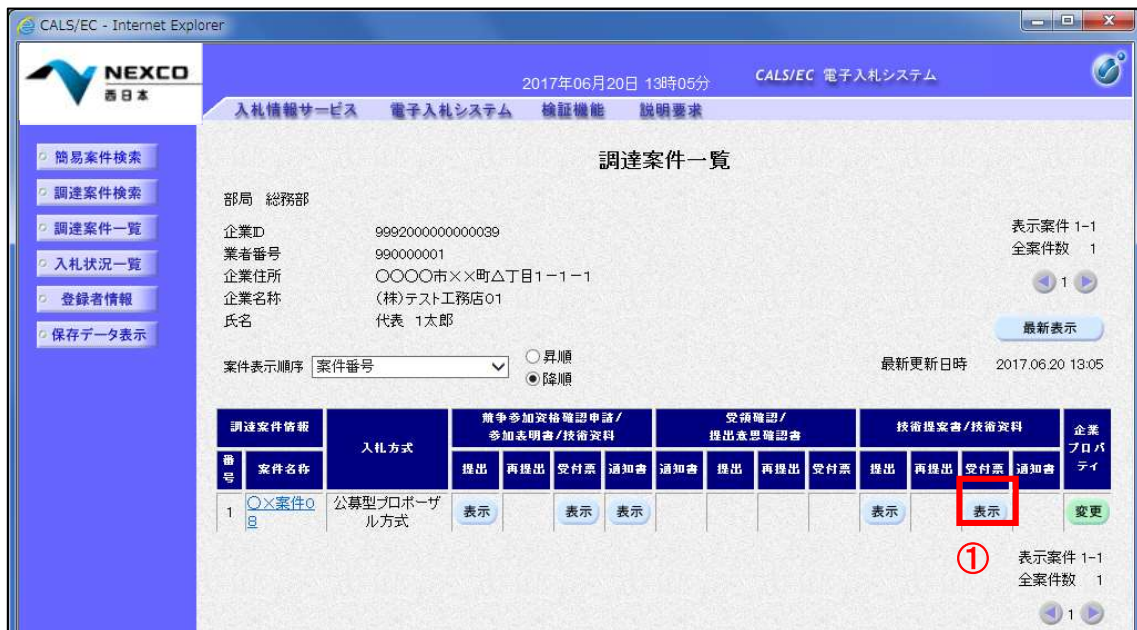 CALS/EC - Internet Explorer
NEXCO
西日本
2017年06月20日 13時05分
CALS/EC 電子入札システム
入札情報サービス 電子入札システム 検証機能 説明要求
簡易案件検索
調達案件検索
調達案件一覧
入札状況一覧
登録者情報
保存データ表示
調達案件一覧
部局 総務部
企業ID 9992000000000039
業者番号 990000001
企業住所 〇〇〇〇市××町△丁目1-1-1
企業名称 (株)テスト工務店01
氏名 代表 1太郎
表示案件 1-1
全案件数 1
1
最新表示
案件表示順序 案件番号
昇順
降順
最新更新日時 2017.06.20 13:05
調達案件情報 入札方式 競争参加資格確認申請/参加表明書/技術資料 受領確認/提出意思確認書 技術提案書/技術資料 企業プロパティ
番号 案件名称 提出 再提出 受付票 通知書 通知書 提出 再提出 受付票 提出 再提出 受付票 通知書
1 〇×案件08 公募型プロポーザル方式 表示 表示 表示 表示 表示 変更
①
表示案件 1-1
全案件数 1
1